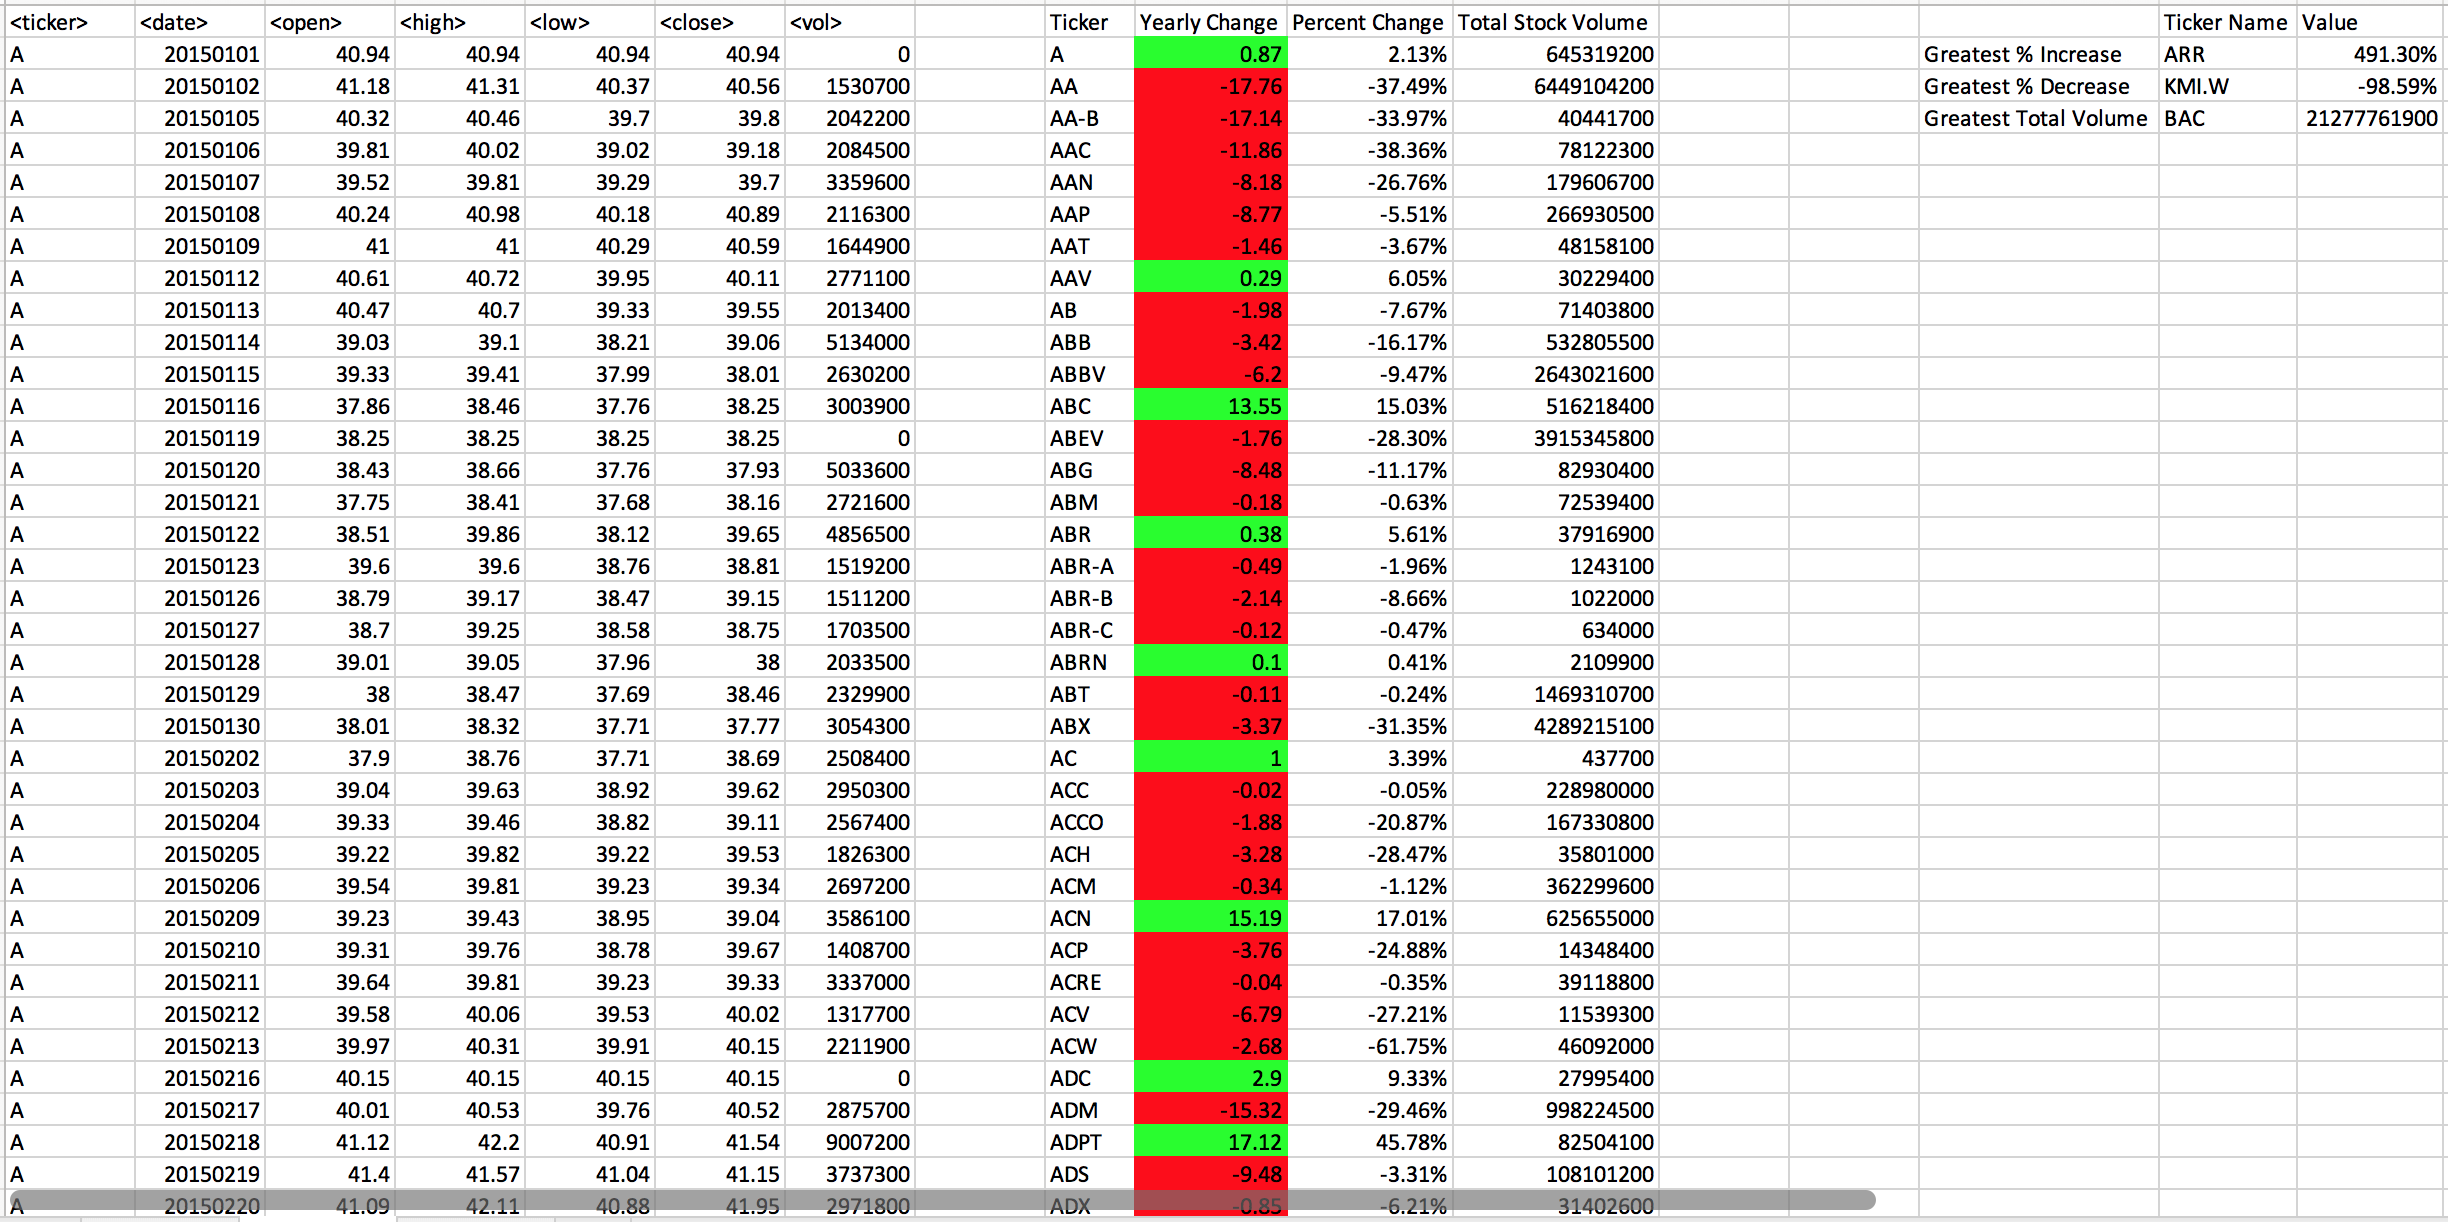 <ticker> <date> <open> <high> <low> <close> <vol> Ticker Yearly Change Percent Change Total Stock Volume Ticker Name Value
A 20150101 40.94 40.94 40.94 40.94 0 A 0.87 2.13% 645319200 Greatest % Increase ARR 491.30%
A 20150102 41.18 41.31 40.37 40.56 1530700 AA -17.76 -37.49% 6449104200 Greatest % Decrease KMI.W -98.59%
A 20150105 40.32 40.46 39.7 39.8 2042200 AA-B -17.14 -33.97% 40441700 Greatest Total Volume BAC 21277761900
A 20150106 39.81 40.02 39.02 39.18 2084500 AAC -11.86 -38.36% 78122300
A 20150107 39.52 39.81 39.29 39.7 3359600 AAN -8.18 -26.76% 179606700
A 20150108 40.24 40.98 40.18 40.89 2116300 AAP -8.77 -5.51% 266930500
A 20150109 41 41 40.29 40.59 1644900 AAT -1.46 -3.67% 48158100
A 20150112 40.61 40.72 39.95 40.11 2771100 AAV 0.29 6.05% 30229400
A 20150113 40.47 40.7 39.33 39.55 2013400 AB -1.98 -7.67% 71403800
A 20150114 39.03 39.1 38.21 39.06 5134000 ABB -3.42 -16.17% 532805500
A 20150115 39.33 39.41 37.99 38.01 2630200 ABBV -6.2 -9.47% 2643021600
A 20150116 37.86 38.46 37.76 38.25 3003900 ABC 13.55 15.03% 516218400
A 20150119 38.25 38.25 38.25 38.25 0 ABEV -1.76 -28.30% 3915345800
A 20150120 38.43 38.66 37.76 37.93 5033600 ABG -8.48 -11.17% 82930400
A 20150121 37.75 38.41 37.68 38.16 2721600 ABM -0.18 -0.63% 72539400
A 20150122 38.51 39.86 38.12 39.65 4856500 ABR 0.38 5.61% 37916900
A 20150123 39.6 39.6 38.76 38.81 1519200 ABR-A -0.49 -1.96% 1243100
A 20150126 38.79 39.17 38.47 39.15 1511200 ABR-B -2.14 -8.66% 1022000
A 20150127 38.7 39.25 38.58 38.75 1703500 ABR-C -0.12 -0.47% 634000
A 20150128 39.01 39.05 37.96 38 2033500 ABRN 0.1 0.41% 2109900
A 20150129 38 38.47 37.69 38.46 2329900 ABT -0.11 -0.24% 1469310700
A 20150130 38.01 38.32 37.71 37.77 3054300 ABX -3.37 -31.35% 4289215100
A 20150202 37.9 38.76 37.71 38.69 2508400 AC 1 3.39% 437700
A 20150203 39.04 39.63 38.92 39.62 2950300 ACC -0.02 -0.05% 228980000
A 20150204 39.33 39.46 38.82 39.11 2567400 ACCO -1.88 -20.87% 167330800
A 20150205 39.22 39.82 39.22 39.53 1826300 ACH -3.28 -28.47% 35801000
A 20150206 39.54 39.81 39.23 39.34 2697200 ACM -0.34 -1.12% 362299600
A 20150209 39.23 39.43 38.95 39.04 3586100 ACN 15.19 17.01% 625655000
A 20150210 39.31 39.76 38.78 39.67 1408700 ACP -3.76 -24.88% 14348400
A 20150211 39.64 39.81 39.23 39.33 3337000 ACRE -0.04 -0.35% 39118800
A 20150212 39.58 40.06 39.53 40.02 1317700 ACV -6.79 -27.21% 11539300
A 20150213 39.97 40.31 39.91 40.15 2211900 ACW -2.68 -61.75% 46092000
A 20150216 40.15 40.15 40.15 40.15 0 ADC 2.9 9.33% 27995400
A 20150217 40.01 40.53 39.76 40.52 2875700 ADM -15.32 -29.46% 998224500
A 20150218 41.12 42.2 40.91 41.54 9007200 ADPT 17.12 45.78% 82504100
A 20150219 41.4 41.57 41.04 41.15 3737300 ADS -9.48 -3.31% 108101200
A 20150220 41.09 42.11 40.88 41.95 2971800 ADX -0.85 -6.21% 31402600